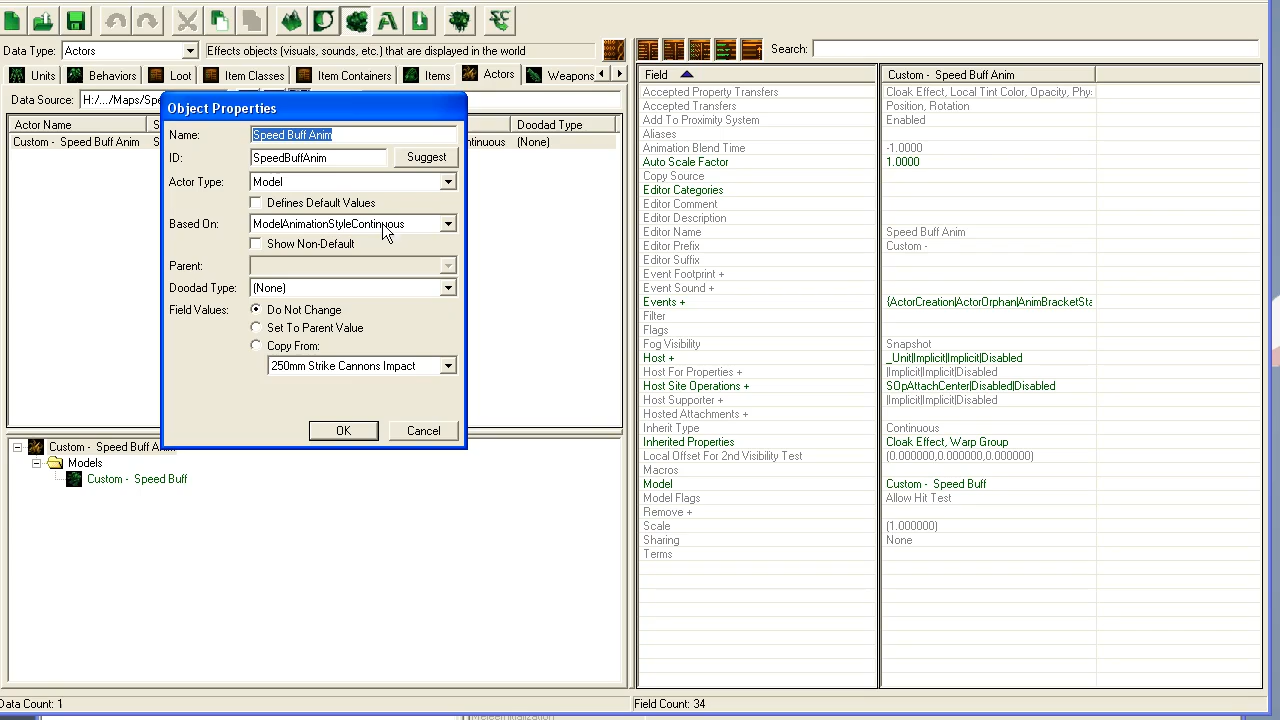 Data Type: Actors Effects objects (visuals, sounds, etc.) that are displayed in the world Search:
Units Behaviors Loot Item Classes Item Containers Items Actors Weapons
Data Source: H:/.../Maps/Spe
Actor Name S Doodad Type
Custom - Speed Buff Anim S ntinuous (None)
Object Properties
Name: Speed Buff Anim
ID: SpeedBuffAnim Suggest
Actor Type: Model
Defines Default Values
Based On: ModelAnimationStyleContinuous
Show Non-Default
Parent:
Doodad Type: (None)
Field Values: Do Not Change
Set To Parent Value
Copy From:
250mm Strike Cannons Impact
OK Cancel
Custom - Speed Buff A
Models
Custom - Speed Buff
Field Custom - Speed Buff Anim
Accepted Property Transfers Cloak Effect, Local Tint Color, Opacity, Phy:
Accepted Transfers Position, Rotation
Add To Proximity System Enabled
Aliases
Animation Blend Time -1.0000
Auto Scale Factor 1.0000
Copy Source
Editor Categories
Editor Comment
Editor Description
Editor Name Speed Buff Anim
Editor Prefix Custom -
Editor Suffix
Event Footprint +
Event Sound +
Events + {ActorCreation|ActorOrphan|AnimBracketSta
Filter
Flags
Fog Visibility Snapshot
Host + _Unit|Implicit|Implicit|Disabled
Host For Properties + |Implicit|Implicit|Disabled
Host Site Operations + SOpAttachCenter|Disabled|Disabled
Host Supporter + |Implicit|Implicit|Disabled
Hosted Attachments +
Inherit Type Continuous
Inherited Properties Cloak Effect, Warp Group
Local Offset For 2nd Visibility Test (0.000000,0.000000,0.000000)
Macros
Model Custom - Speed Buff
Model Flags Allow Hit Test
Remove +
Scale (1.000000)
Sharing None
Terms
Data Count: 1 Field Count: 34
MeleeInitialization